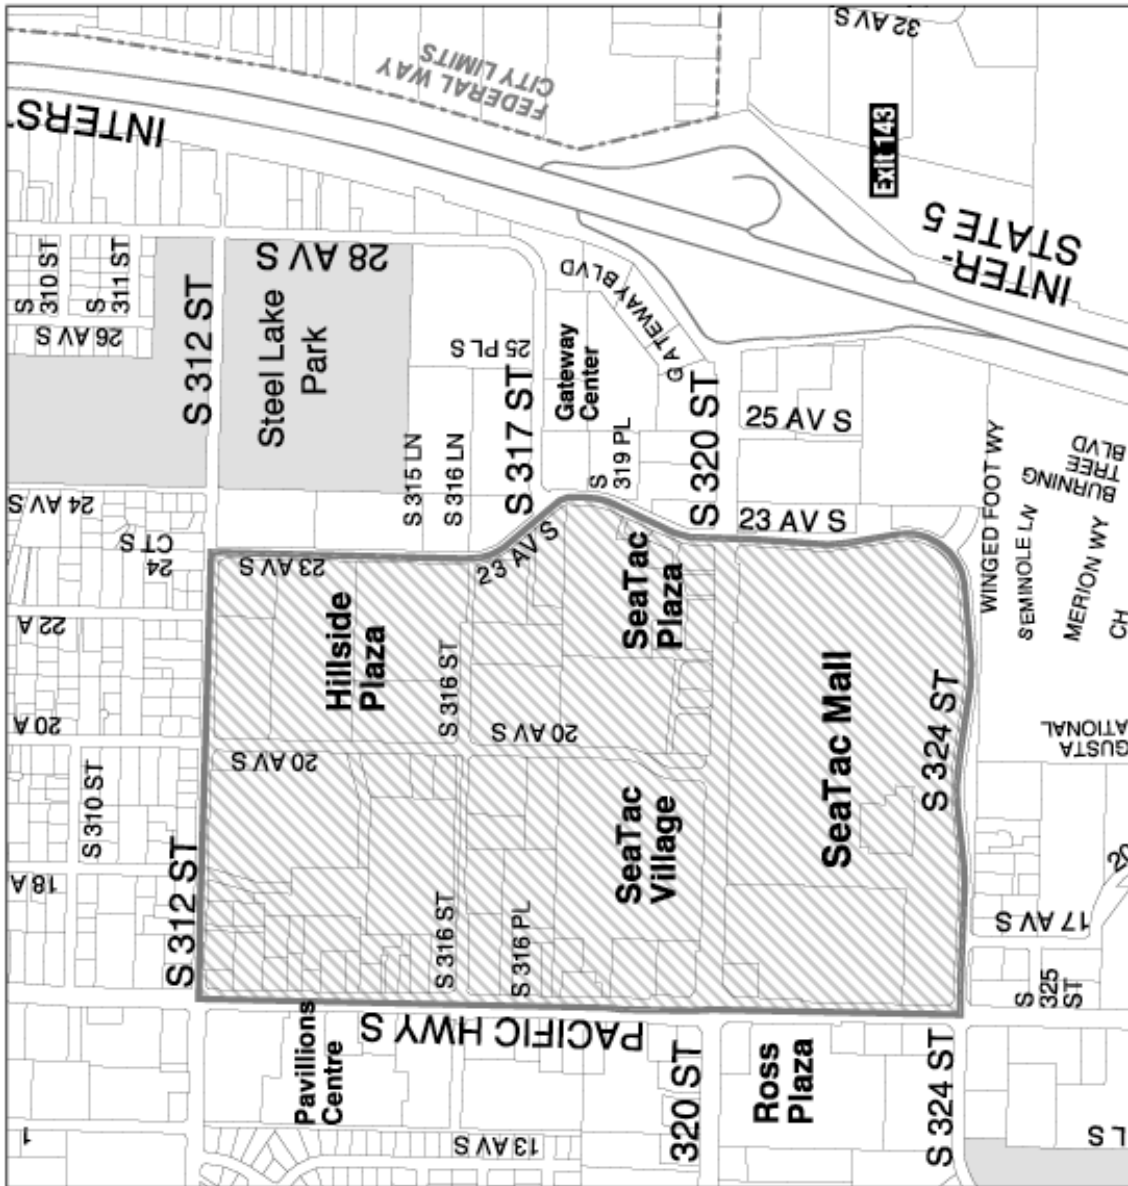 32 AV S
FEDERAL WAY
CITY LIMITS
INTERS
Exit 143
INTER-
STATE 5
S
310 ST
S
311 ST
26 AV S
S 312 ST
28 AV S
Steel Lake
Park
25 PL S
GATEWAY BLVD
Gateway
Center
S 317 ST
S 315 LN
S 316 LN
S
319 PL
S 320 ST
25 AV S
23 AV S
WINGED FOOT WY
BURNING
TREE
BLVD
SEMINOLE LN
MERION WY
CH
24 AV S
24
CT S
23 AV S
23 AV S
22 A
Hillside
Plaza
S 316 ST
SeaTac
Plaza
20 A
20 AV S
20 AV S
S 310 ST
SeaTac
Village
SeaTac Mall
S 324 ST
GUSTA
ATIONAL
20
18 A
S 312 ST
S 316 ST
S 316 PL
17 AV S
S
325
ST
PACIFIC HWY S
Pavillions
Centre
320 ST
Ross
Plaza
S 324 ST
1
13 AV S
S L S